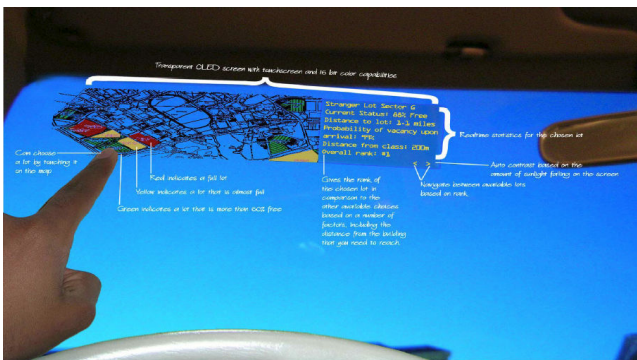 Transparent OLED screen with touchscreen and 16 bit color capabilities
Stranger Lot Sector G
Current Status: 88% Free
Distance to lot: 1.1 miles
Probability of vacancy upon
arrival: 99%
Distance from class: 200m
Overall rank: #1
Realtime statistics for the chosen lot
Can choose
a lot by touching it
on the map
Red indicates a full lot
Yellow indicates a lot that is almost full
Green indicates a lot that is more than 60% free
Gives the rank of
the chosen lot in
comparison to the
other available choices
based on a number of
factors, including the
distance from the building
that you need to reach.
< >
Navigate between available lots
based on rank.
Auto contrast based on the
amount of sunlight falling on the screen